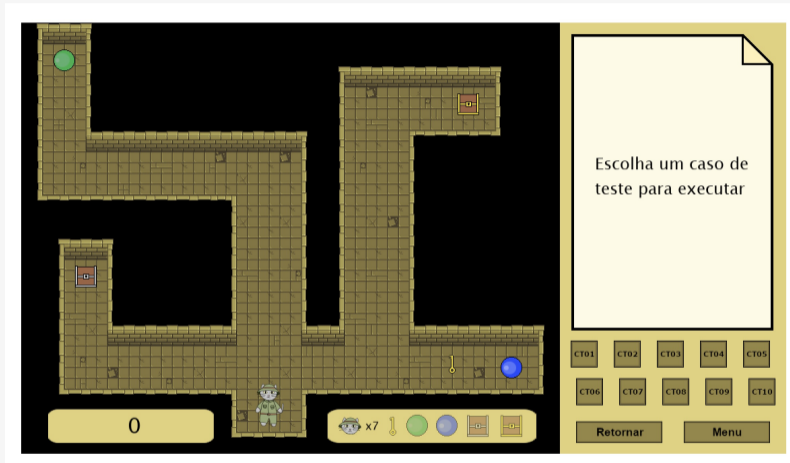 Escolha um caso de
teste para executar
CT01 CT02 CT03 CT04 CT05
CT06 CT07 CT08 CT09 CT10
0
x7
Retornar Menu